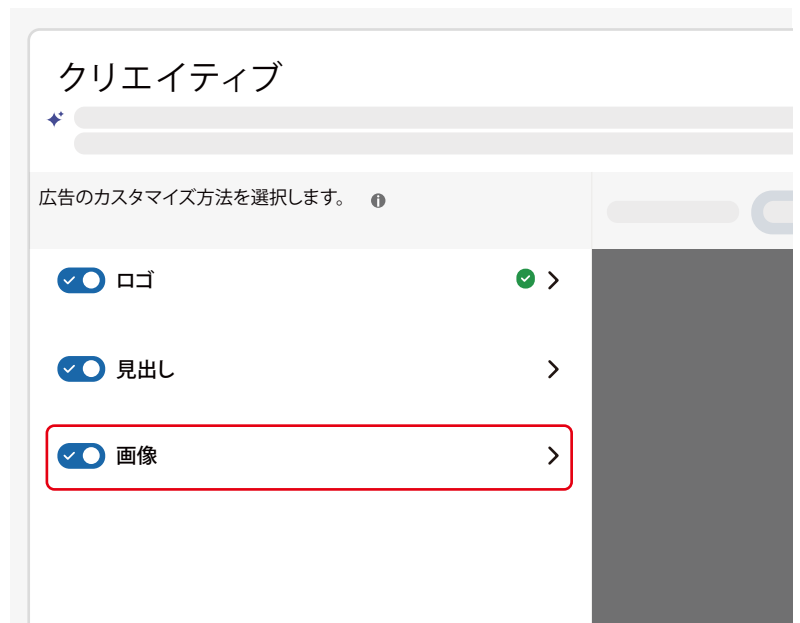 クリエイティブ
広告のカスタマイズ方法を選択します。
ロゴ
見出し
画像